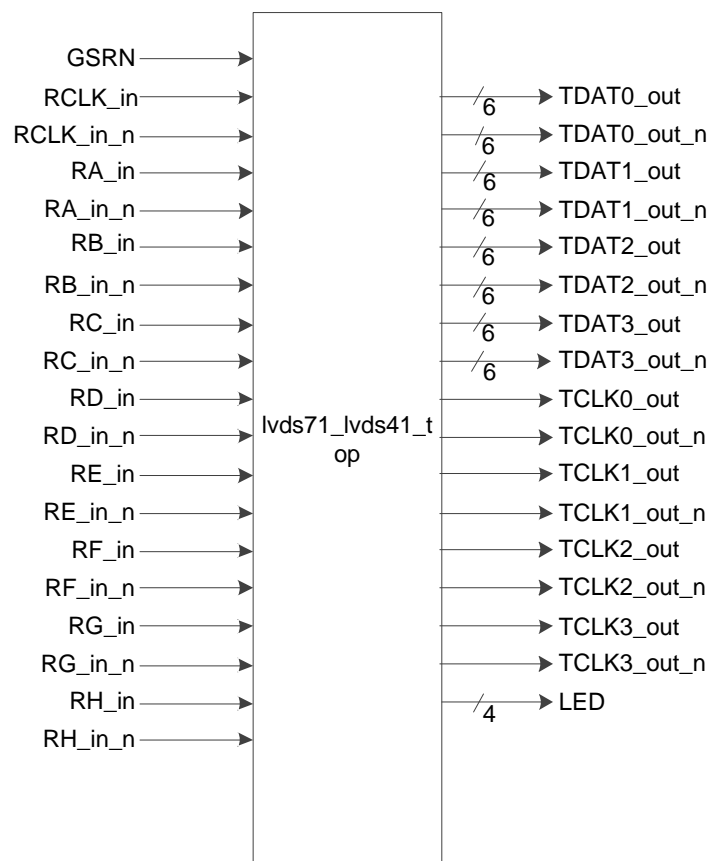 GSRN
RCLK_in
RCLK_in_n
RA_in
RA_in_n
RB_in
RB_in_n
RC_in
RC_in_n
RD_in
RD_in_n
RE_in
RE_in_n
RF_in
RF_in_n
RG_in
RG_in_n
RH_in
RH_in_n
lvds71_lvds41_t
op
6 TDAT0_out
6 TDAT0_out_n
6 TDAT1_out
6 TDAT1_out_n
6 TDAT2_out
6 TDAT2_out_n
6 TDAT3_out
6 TDAT3_out_n
TCLK0_out
TCLK0_out_n
TCLK1_out
TCLK1_out_n
TCLK2_out
TCLK2_out_n
TCLK3_out
TCLK3_out_n
4 LED